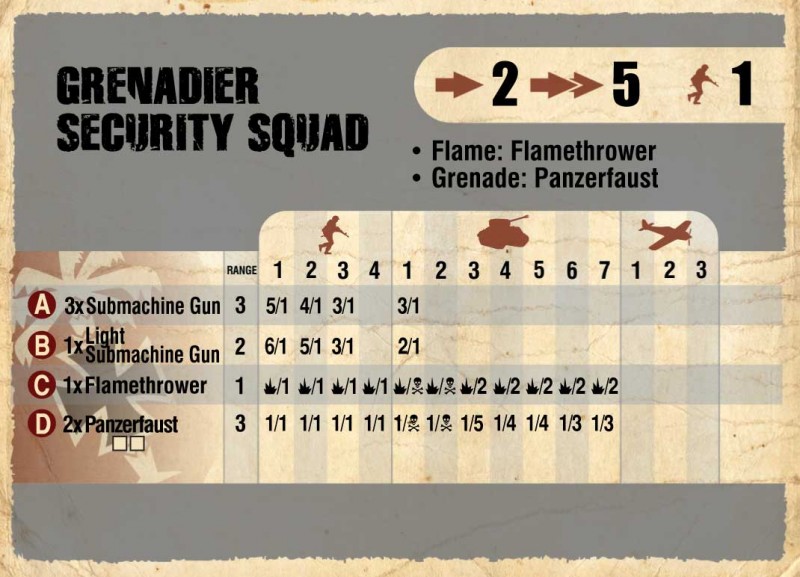 GRENADIER
SECURITY SQUAD
2 5 1
• Flame: Flamethrower
• Grenade: Panzerfaust
RANGE 1 2 3 4 1 2 3 4 5 6 7 1 2 3
A 3x Submachine Gun 3 5/1 4/1 3/1 3/1
B 1x Light Submachine Gun 2 6/1 5/1 3/1 2/1
C 1x Flamethrower 1 /1 /1 /1 /1 / / /2 /2 /2 /2 /2
D 2x Panzerfaust 3 1/1 1/1 1/1 1/1 1/ 1/ 1/5 1/4 1/4 1/3 1/3